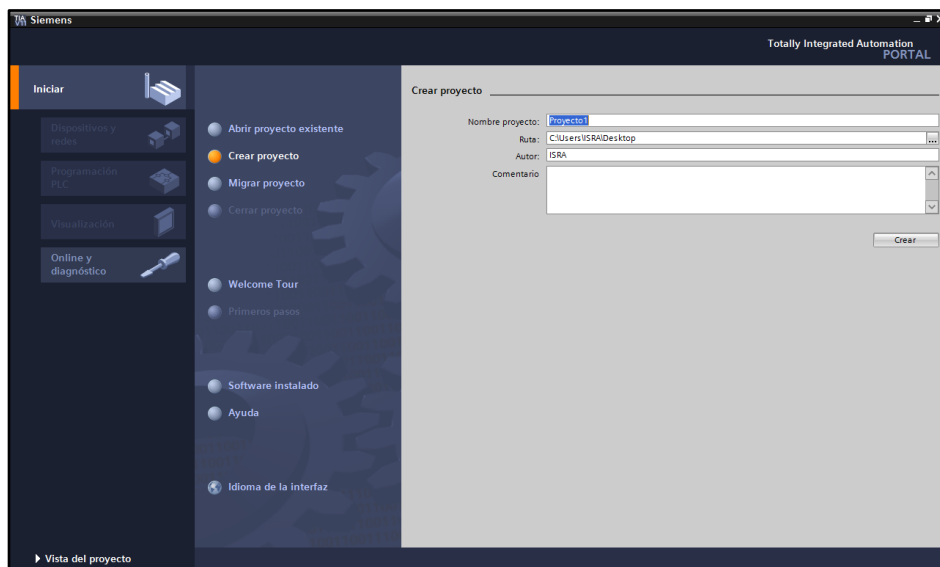 Siemens
Totally Integrated Automation
PORTAL
Iniciar
Dispositivos y
redes
Programación
PLC
Visualización
Online y
diagnóstico
Abrir proyecto existente
Crear proyecto
Migrar proyecto
Cerrar proyecto
Welcome Tour
Primeros pasos
Software instalado
Ayuda
Idioma de la interfaz
Crear proyecto
Nombre proyecto: Proyecto1
Ruta: C:\Users\ISRA\Desktop ...
Autor: ISRA
Comentario
Crear
Vista del proyecto